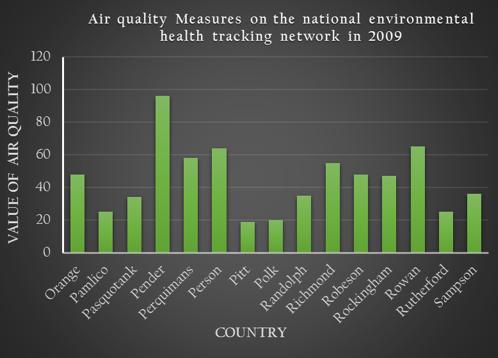 Air quality Measures on the national environmental
health tracking network in 2009
VALUE OF AIR QUALITY
120
100
80
60
40
20
0
Orange
Pamlico
Pasquotank
Pender
Perquimans
Person
Pitt
Polk
Randolph
Richmond
Robeson
Rockingham
Rowan
Rutherford
Sampson
COUNTRY